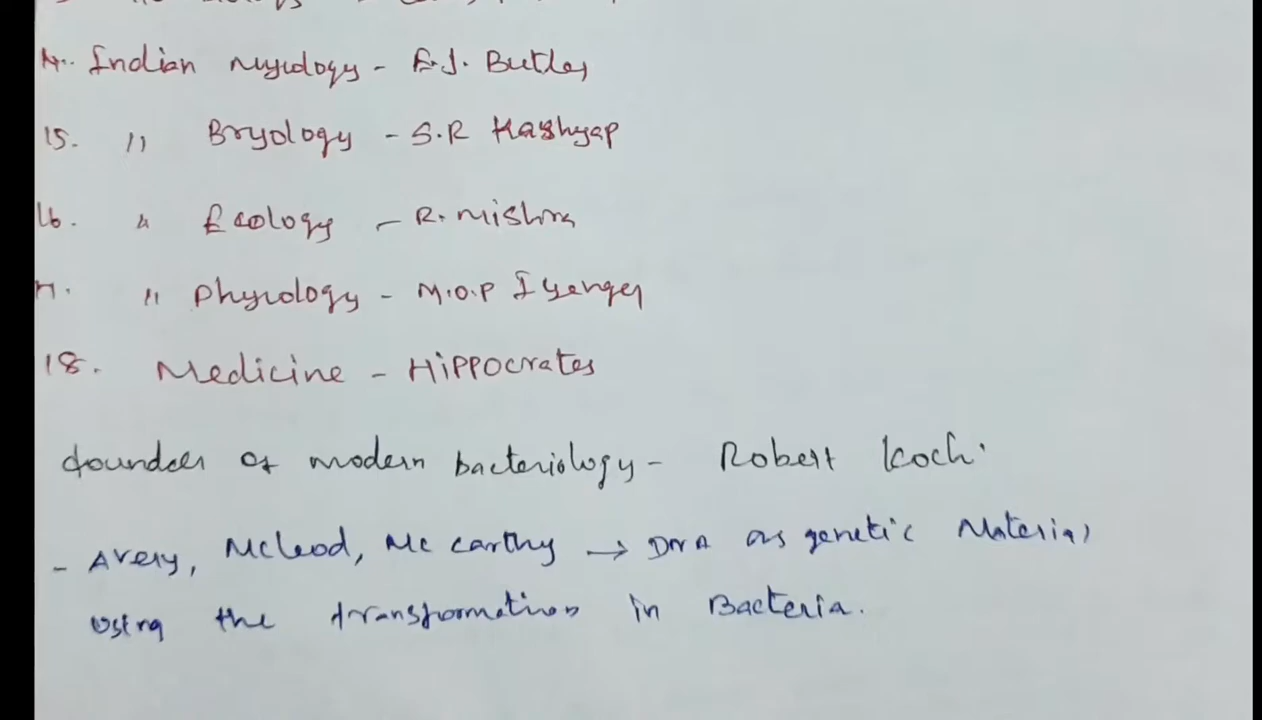 14. Indian mycology - E.J. Butler
15. " Bryology - S.R Kashyap
16. " Ecology - R. mishra
17. " phycology - M.O.P Iyenger
18. Medicine - HiPPOcrates
founder of modern bacteriology - Robert Koch.
- Avery, Mcleod, Mc carthy → DNA as genetic Material
using the transformation in Bacteria.